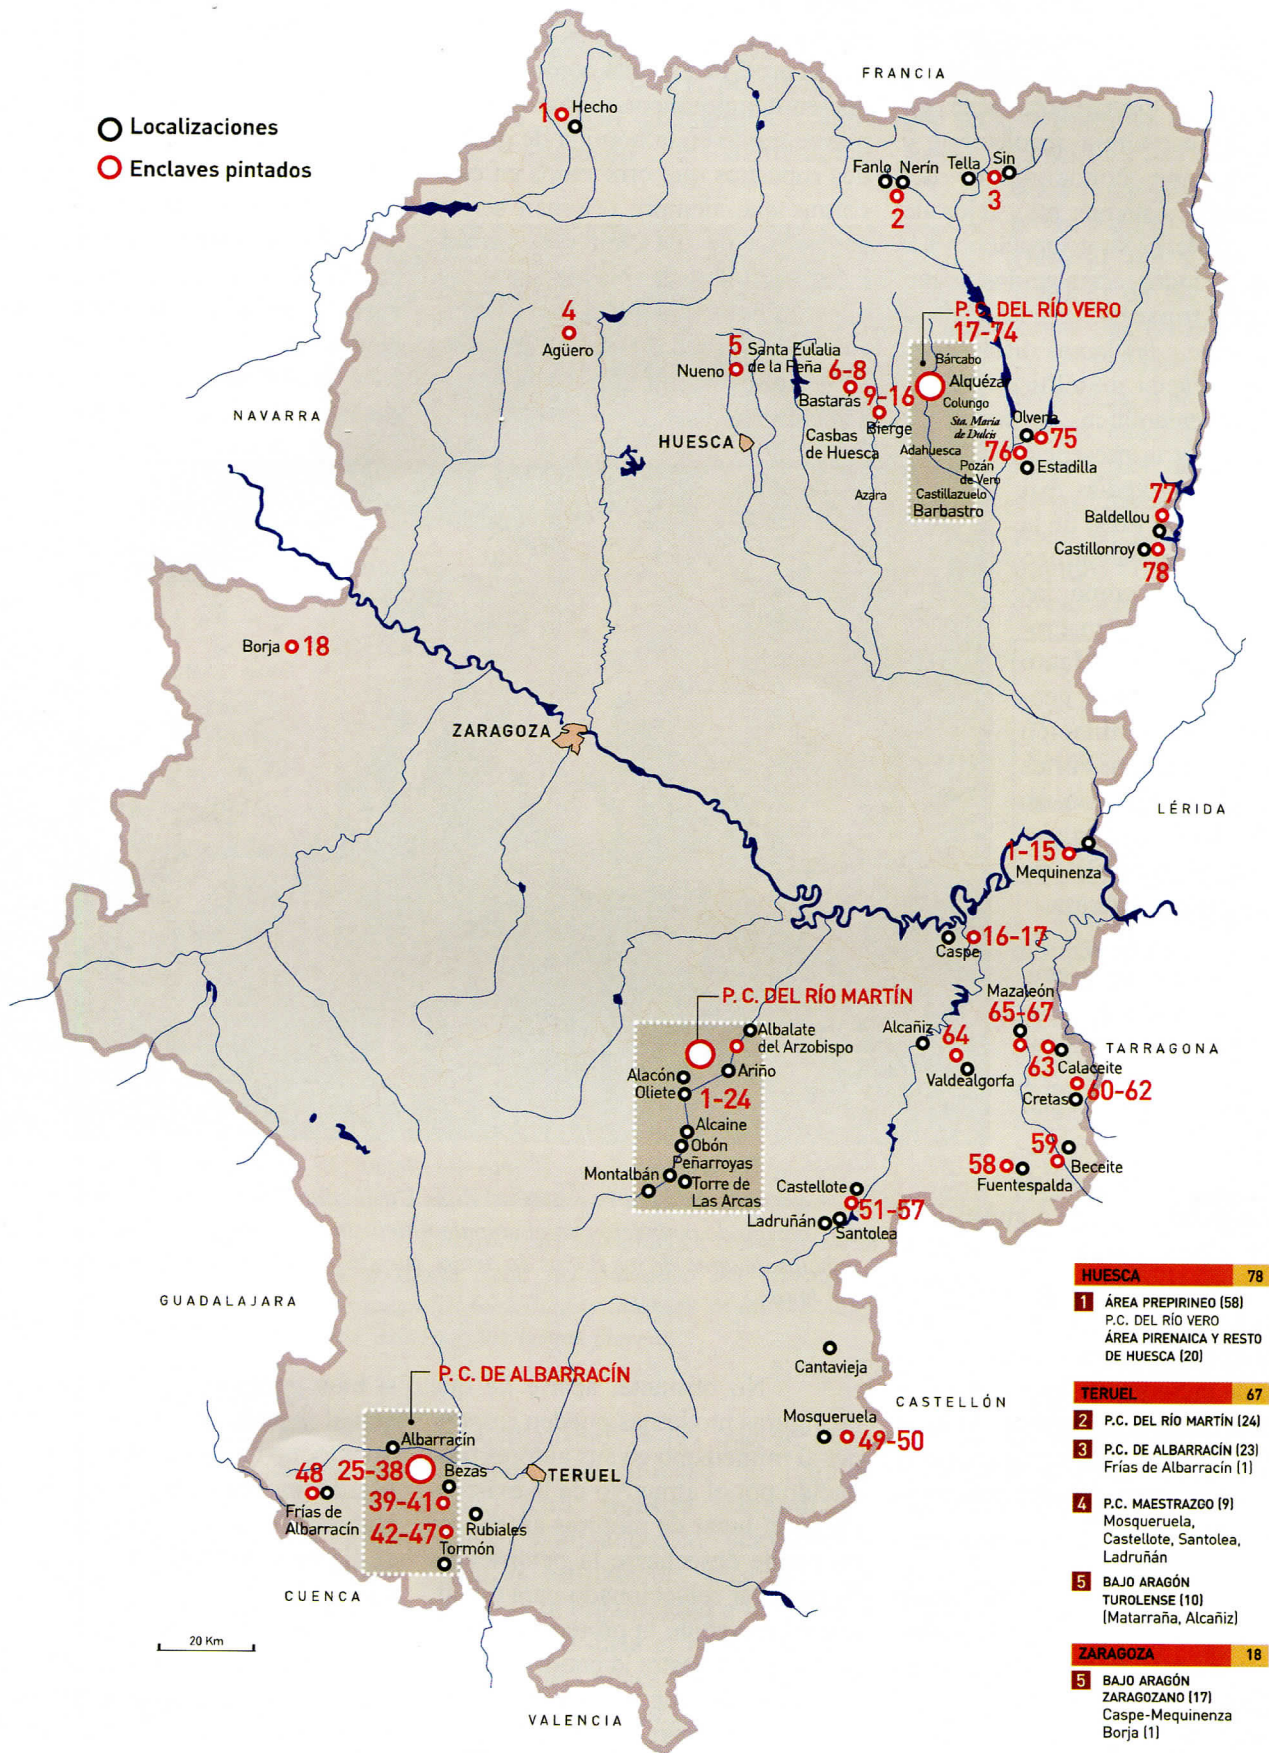 FRANCIA
Localizaciones
Enclaves pintados
1
Hecho
Fanlo
Nerín
Tella
Sin
2
3
4
Agüero
P. C. DEL RÍO VERO
17-74
5
Santa Eulalia
de la Peña
Nueno
6-8
Bastarás
9-16
Bierge
Bárcabo
Alquézar
Colungo
Sta. María
de Dulcis
Olvena
75
76
Estadilla
NAVARRA
HUESCA
Casbas
de Huesca
Adahuesca
Pozán
de Vero
Azara
Castillazuelo
Barbastro
77
Baldellou
Castillonroy
78
Borja
18
ZARAGOZA
LÉRIDA
1-15
Mequinenza
16-17
Caspe
P. C. DEL RÍO MARTÍN
Albalate
del Arzobispo
Alacón
Ariño
Oliete
1-24
Alcaine
Obón
Peñarroyas
Montalbán
Torre de
Las Arcas
Mazaleón
65-67
Alcañiz
64
Valdealgorfa
63
Calaceite
TARRAGONA
60-62
Cretas
59
58
Beceite
Fuentespalda
Castellote
51-57
Ladruñán
Santolea
GUADALAJARA
Cantavieja
CASTELLÓN
Mosqueruela
49-50
P. C. DE ALBARRACÍN
Albarracín
25-38
Bezas
TERUEL
48
39-41
Frías de
Albarracín
42-47
Rubiales
Tormón
CUENCA
20 Km
VALENCIA
HUESCA 78
1 ÁREA PREPIRINEO (58)
P.C. DEL RÍO VERO
ÁREA PIRENAICA Y RESTO
DE HUESCA (20)
TERUEL 67
2 P.C. DEL RÍO MARTÍN (24)
3 P.C. DE ALBARRACÍN (23)
Frías de Albarracín (1)
4 P.C. MAESTRAZGO (9)
Mosqueruela,
Castellote, Santolea,
Ladruñán
5 BAJO ARAGÓN
TUROLENSE (10)
(Matarraña, Alcañiz)
ZARAGOZA 18
5 BAJO ARAGÓN
ZARAGOZANO (17)
Caspe-Mequinenza
Borja (1)